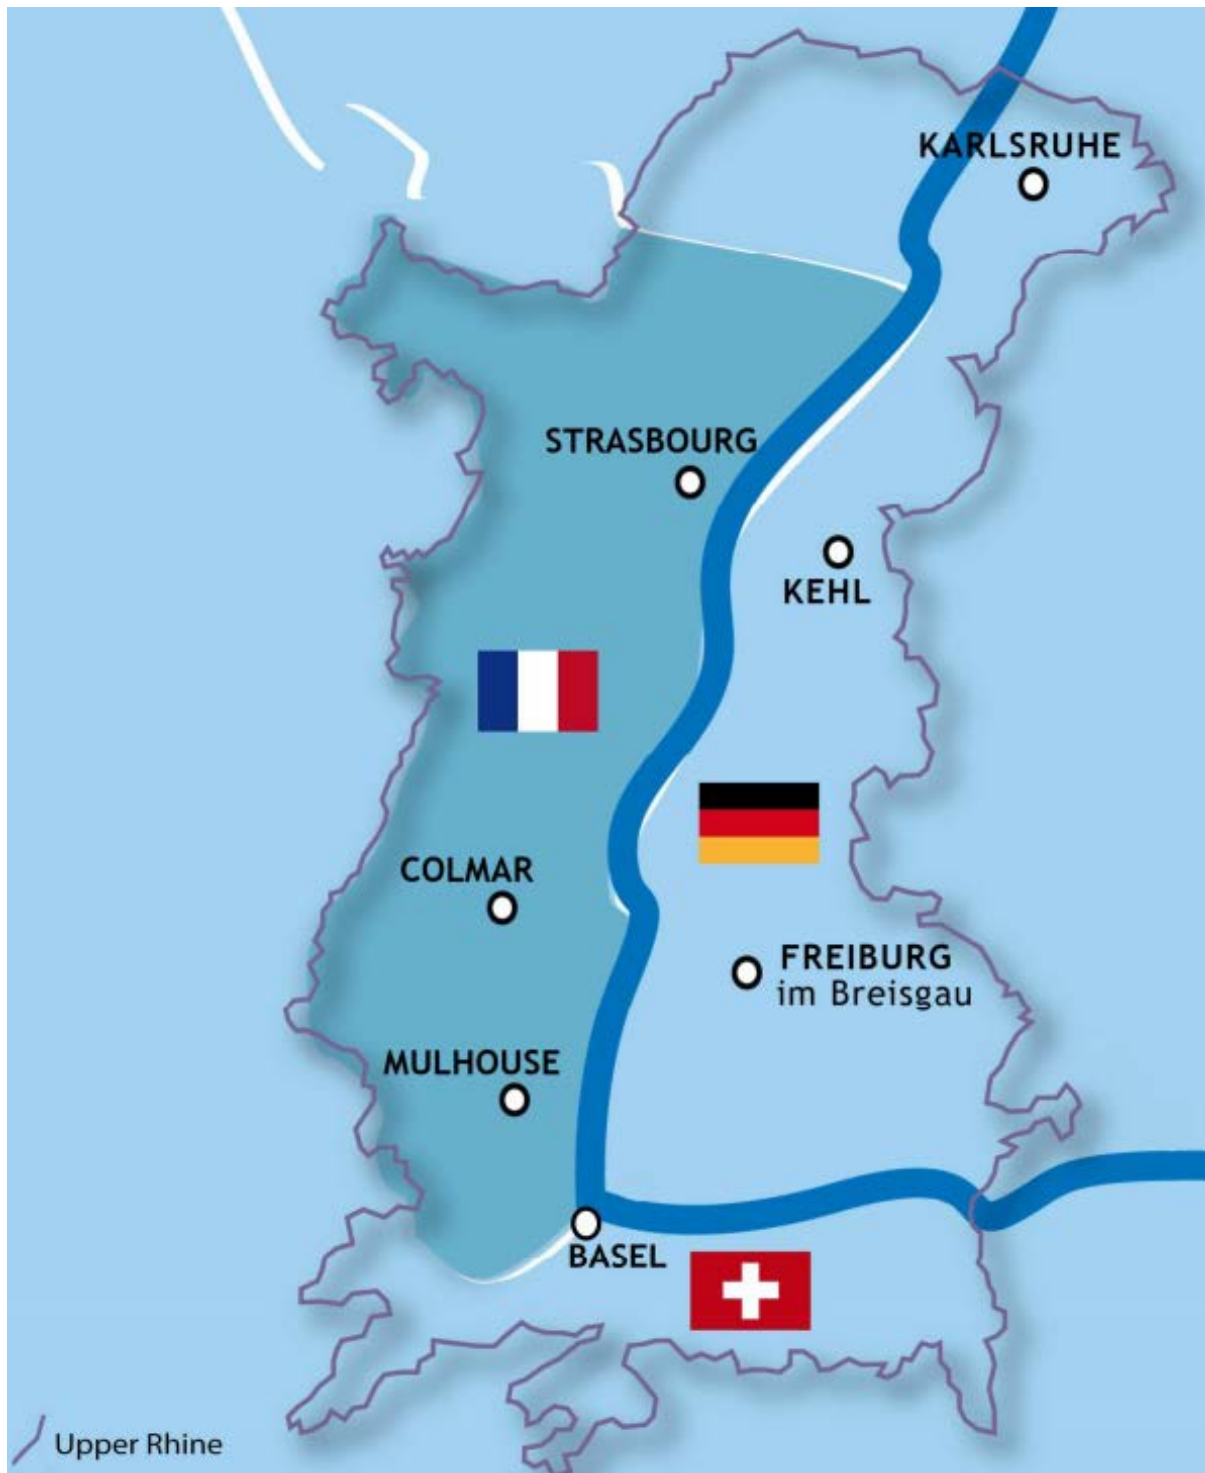 KARLSRUHE
STRASBOURG
KEHL
COLMAR
FREIBURG
im Breisgau
MULHOUSE
BASEL
Upper Rhine